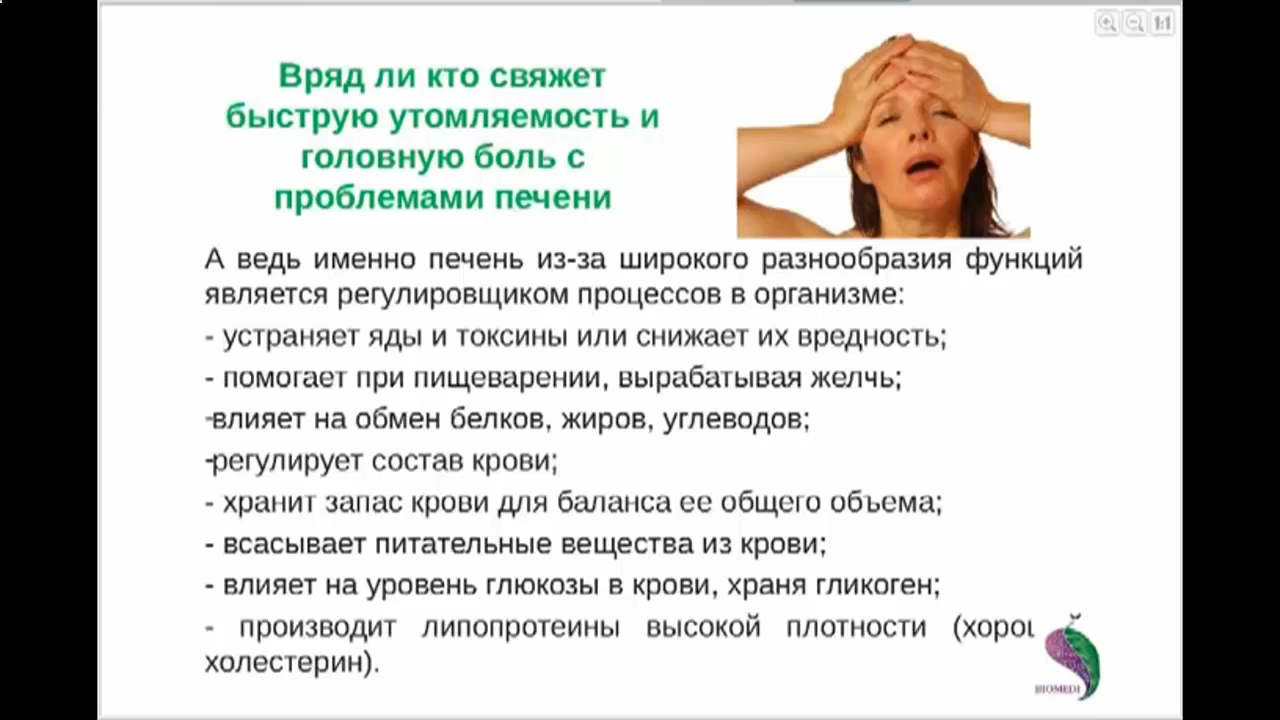 Вряд ли кто свяжет
быструю утомляемость и
головную боль с
проблемами печени
А ведь именно печень из-за широкого разнообразия функций
является регулировщиком процессов в организме:
- устраняет яды и токсины или снижает их вредность;
- помогает при пищеварении, вырабатывая желчь;
-влияет на обмен белков, жиров, углеводов;
-регулирует состав крови;
- хранит запас крови для баланса ее общего объема;
- всасывает питательные вещества из крови;
- влияет на уровень глюкозы в крови, храня гликоген;
- производит липопротеины высокой плотности
холестерин).
BIOMEDI
1:1